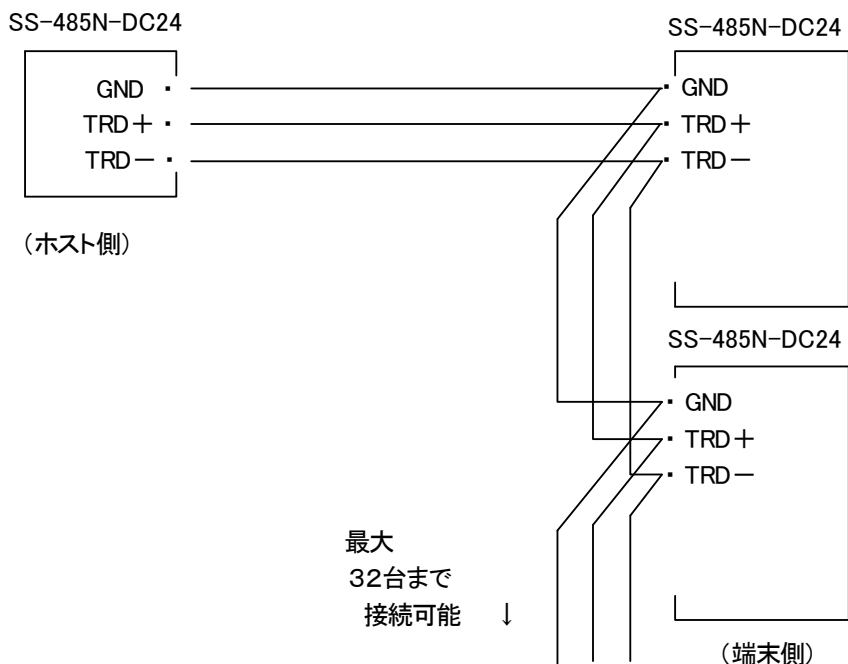 SS-485N-DC24
GND
TRD＋
TRD－
（ホスト側）
SS-485N-DC24
GND
TRD＋
TRD－
SS-485N-DC24
GND
TRD＋
TRD－
最大
３２台まで
接続可能 ↓
（端末側）